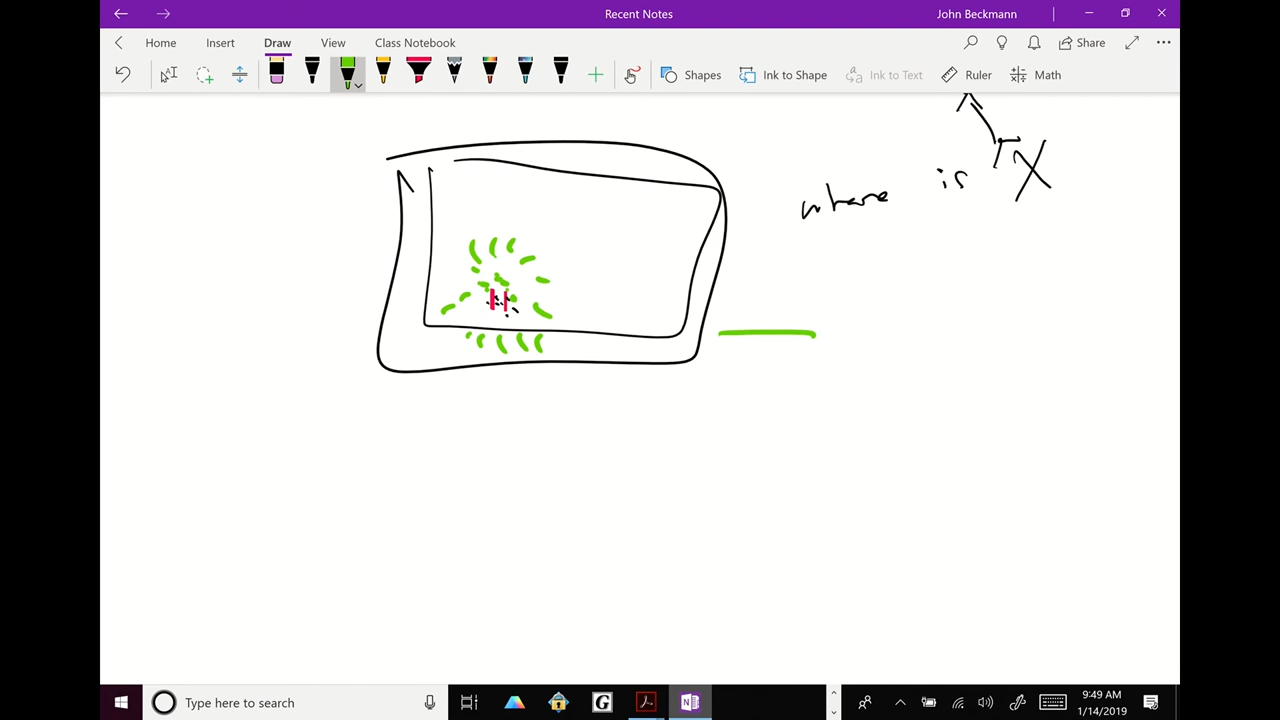 Recent Notes
John Beckmann
Home Insert Draw View Class Notebook
Share
Shapes Ink to Shape Ink to Text Ruler Math
where is X
Type here to search
9:49 AM
1/14/2019